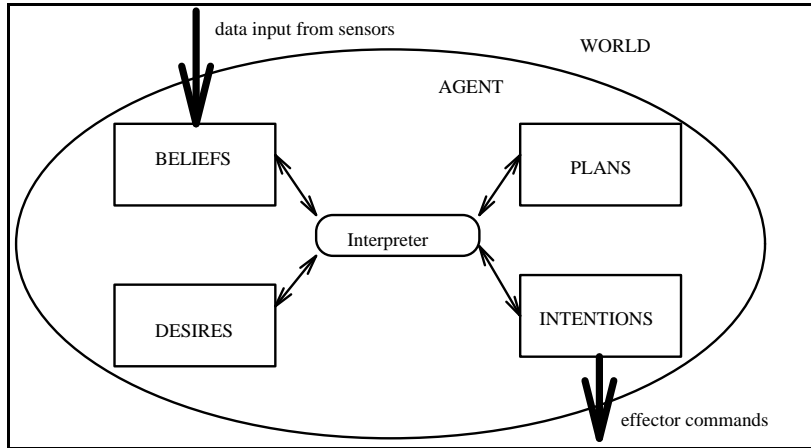 data input from sensors
WORLD
AGENT
BELIEFS
PLANS
Interpreter
DESIRES
INTENTIONS
effector commands